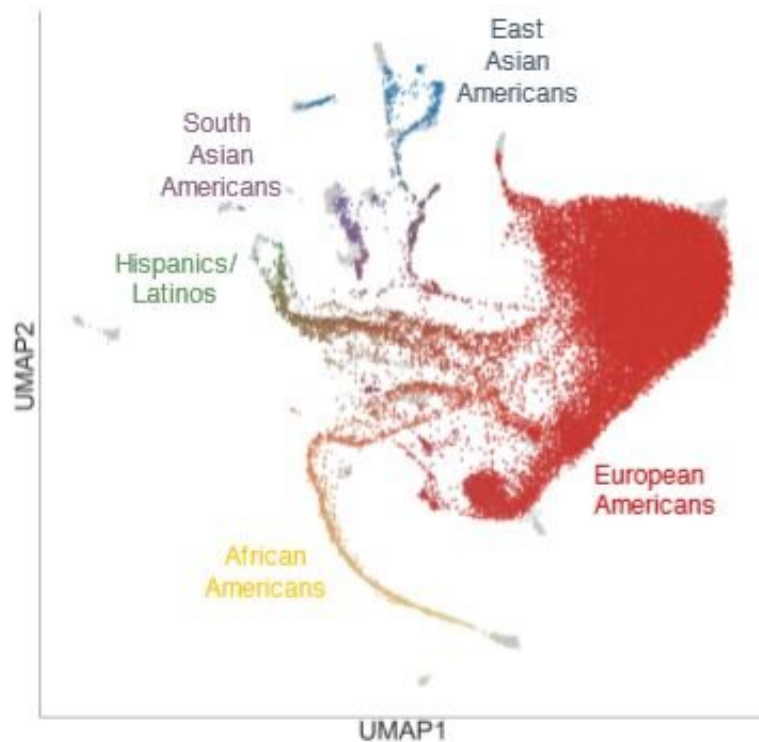 East
Asian
Americans
South
Asian
Americans
Hispanics/
Latinos
UMAP2
European
Americans
African
Americans
UMAP1